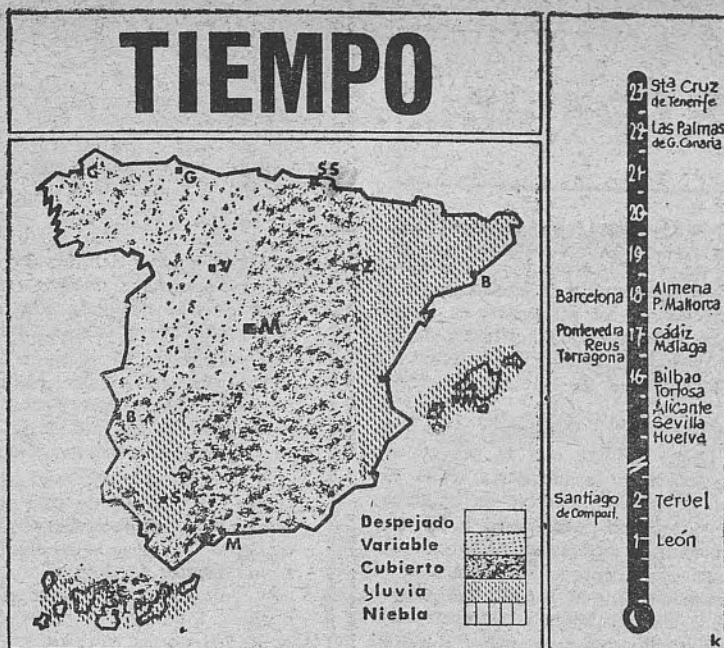 TIEMPO
C
G
SS
V
Z
B
M
B
S
M
Despejado
Variable
Cubierto
Lluvia
Niebla
23 Stª Cruz
de Tenerife
22 Las Palmas
de G. Canaria
21
20
19
Barcelona 18 Almeria
P. Mallorca
Pontevedra 17 Cádiz
Reus Málaga
Tarragona
16 Bilbao
Tortosa
Alicante
Sevilla
Huelva
Santiago 2 Teruel
de Compost.
1 León
k